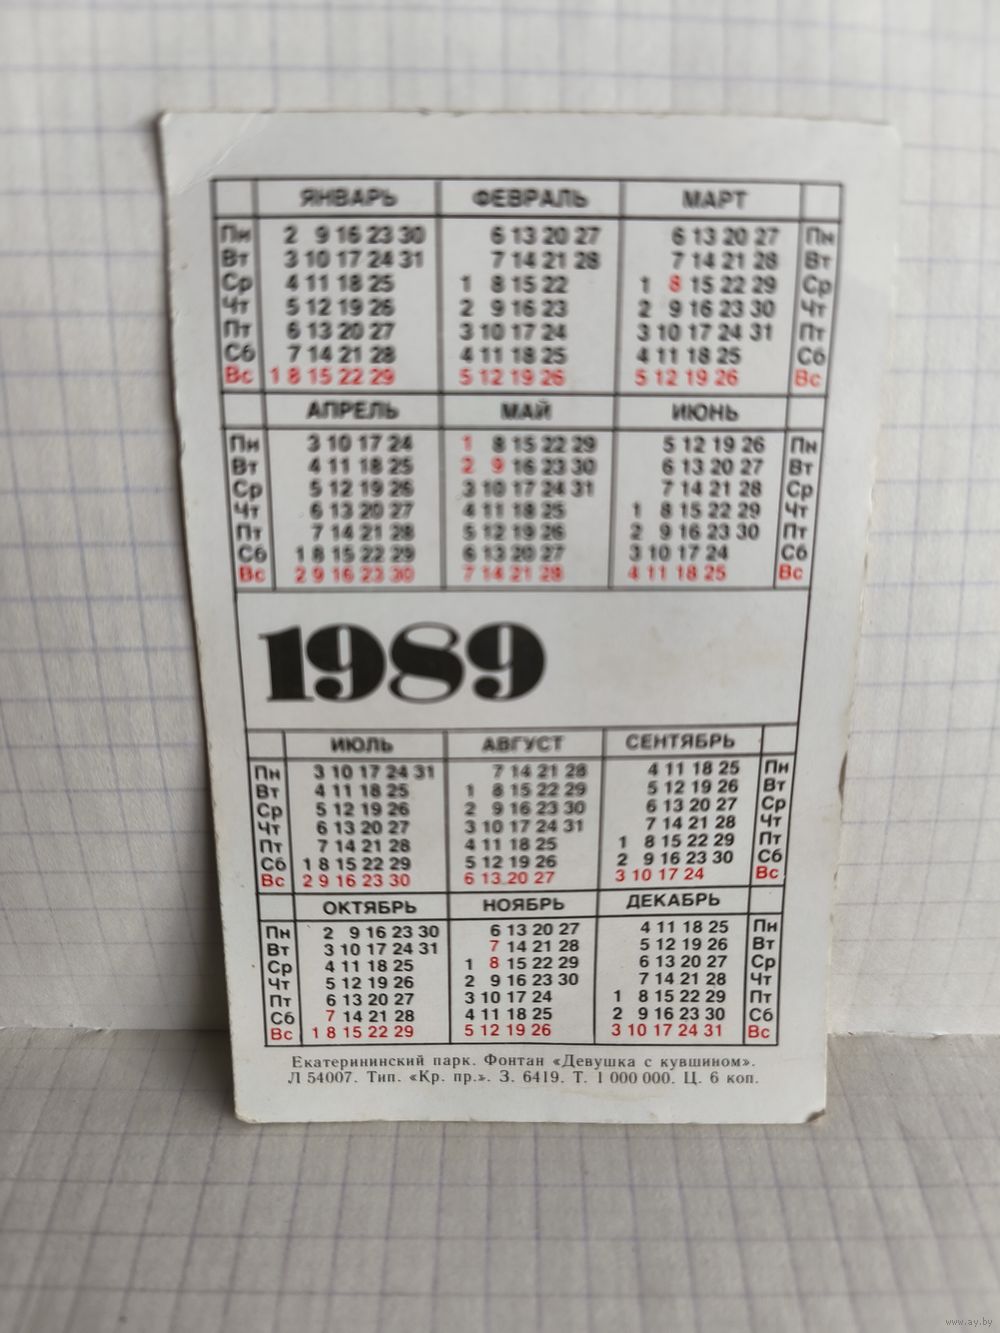 ЯНВАРЬ ФЕВРАЛЬ МАРТ
Пн 2 9 16 23 30 6 13 20 27 6 13 20 27 Пн
Вт 3 10 17 24 31 7 14 21 28 7 14 21 28 Вт
Ср 4 11 18 25 1 8 15 22 1 8 15 22 29 Ср
Чт 5 12 19 26 2 9 16 23 2 9 16 23 30 Чт
Пт 6 13 20 27 3 10 17 24 3 10 17 24 31 Пт
Сб 7 14 21 28 4 11 18 25 4 11 18 25 Сб
Вс 1 8 15 22 29 5 12 19 26 5 12 19 26 Вс
АПРЕЛЬ МАЙ ИЮНЬ
Пн 3 10 17 24 1 8 15 22 29 5 12 19 26 Пн
Вт 4 11 18 25 2 9 16 23 30 6 13 20 27 Вт
Ср 5 12 19 26 3 10 17 24 31 7 14 21 28 Ср
Чт 6 13 20 27 4 11 18 25 1 8 15 22 29 Чт
Пт 7 14 21 28 5 12 19 26 2 9 16 23 30 Пт
Сб 1 8 15 22 29 6 13 20 27 3 10 17 24 Сб
Вс 2 9 16 23 30 7 14 21 28 4 11 18 25 Вс
1989
ИЮЛЬ АВГУСТ СЕНТЯБРЬ
Пн 3 10 17 24 31 7 14 21 28 4 11 18 25 Пн
Вт 4 11 18 25 1 8 15 22 29 5 12 19 26 Вт
Ср 5 12 19 26 2 9 16 23 30 6 13 20 27 Ср
Чт 6 13 20 27 3 10 17 24 31 7 14 21 28 Чт
Пт 7 14 21 28 4 11 18 25 1 8 15 22 29 Пт
Сб 1 8 15 22 29 5 12 19 26 2 9 16 23 30 Сб
Вс 2 9 16 23 30 6 13 20 27 3 10 17 24 Вс
ОКТЯБРЬ НОЯБРЬ ДЕКАБРЬ
Пн 2 9 16 23 30 6 13 20 27 4 11 18 25 Пн
Вт 3 10 17 24 31 7 14 21 28 5 12 19 26 Вт
Ср 4 11 18 25 1 8 15 22 29 6 13 20 27 Ср
Чт 5 12 19 26 2 9 16 23 30 7 14 21 28 Чт
Пт 6 13 20 27 3 10 17 24 1 8 15 22 29 Пт
Сб 7 14 21 28 4 11 18 25 2 9 16 23 30 Сб
Вс 1 8 15 22 29 5 12 19 26 3 10 17 24 31 Вс
Екатерининский парк. Фонтан «Девушка с кувшином».
Л 54007. Тип. «Кр. пр.». З. 6419. Т. 1 000 000. Ц. 6 коп.
www.ay.by